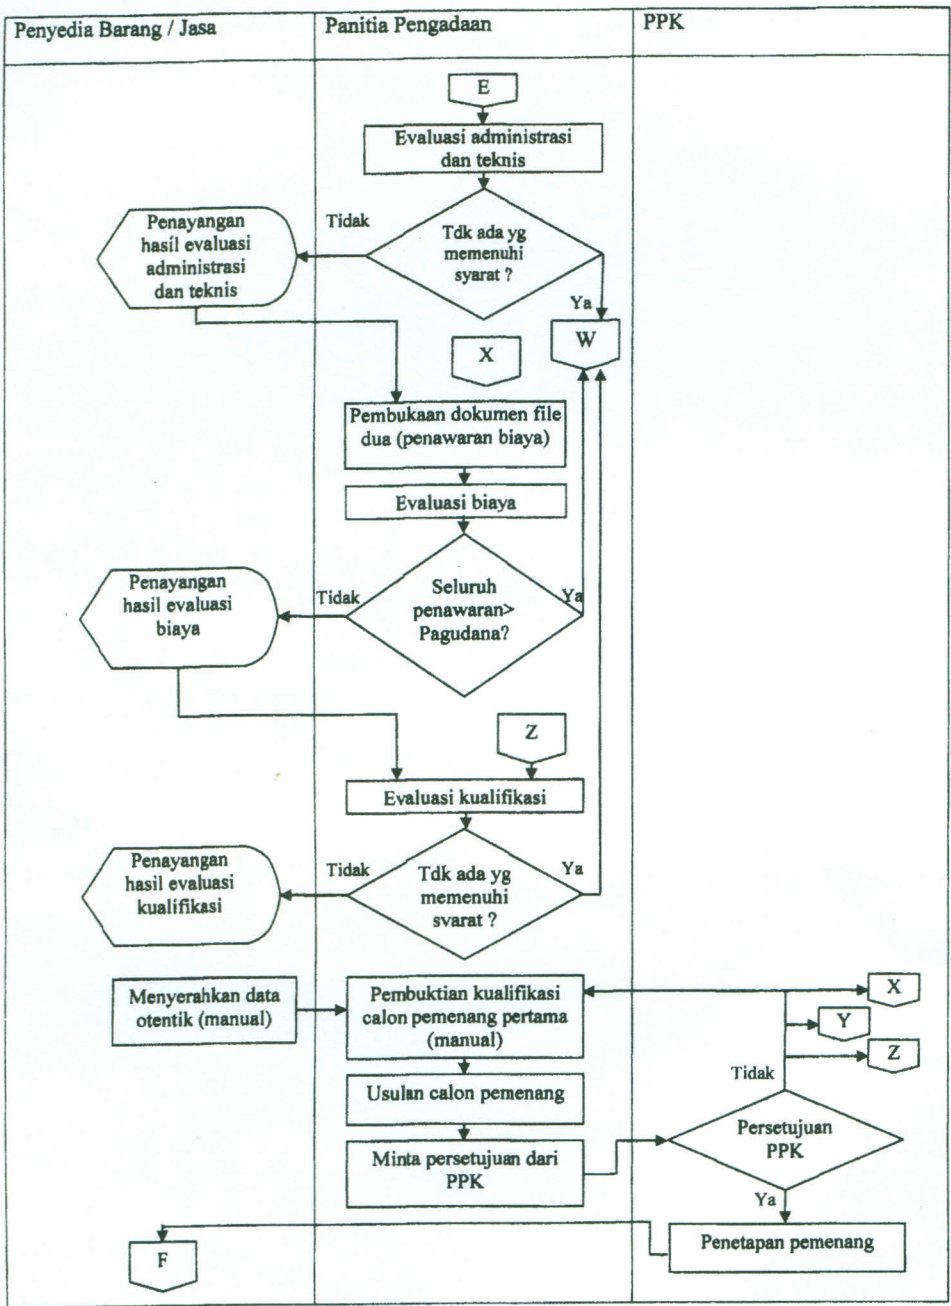 Penyedia Barang / Jasa
Panitia Pengadaan
PPK
E
Evaluasi administrasi
dan teknis
Tdk ada yg
memenuhi
syarat ?
Tidak
Ya
Penayangan
hasil evaluasi
administrasi
dan teknis
W
X
Pembukaan dokumen file
dua (penawaran biaya)
Evaluasi biaya
Seluruh
penawaran>
Pagudana?
Tidak
Ya
Penayangan
hasil evaluasi
biaya
Z
Evaluasi kualifikasi
Tdk ada yg
memenuhi
svarat ?
Tidak
Ya
Penayangan
hasil evaluasi
kualifikasi
Menyerahkan data
otentik (manual)
Pembuktian kualifikasi
calon pemenang pertama
(manual)
X
Y
Z
Tidak
Usulan calon pemenang
Minta persetujuan dari
PPK
Persetujuan
PPK
Ya
Penetapan pemenang
F